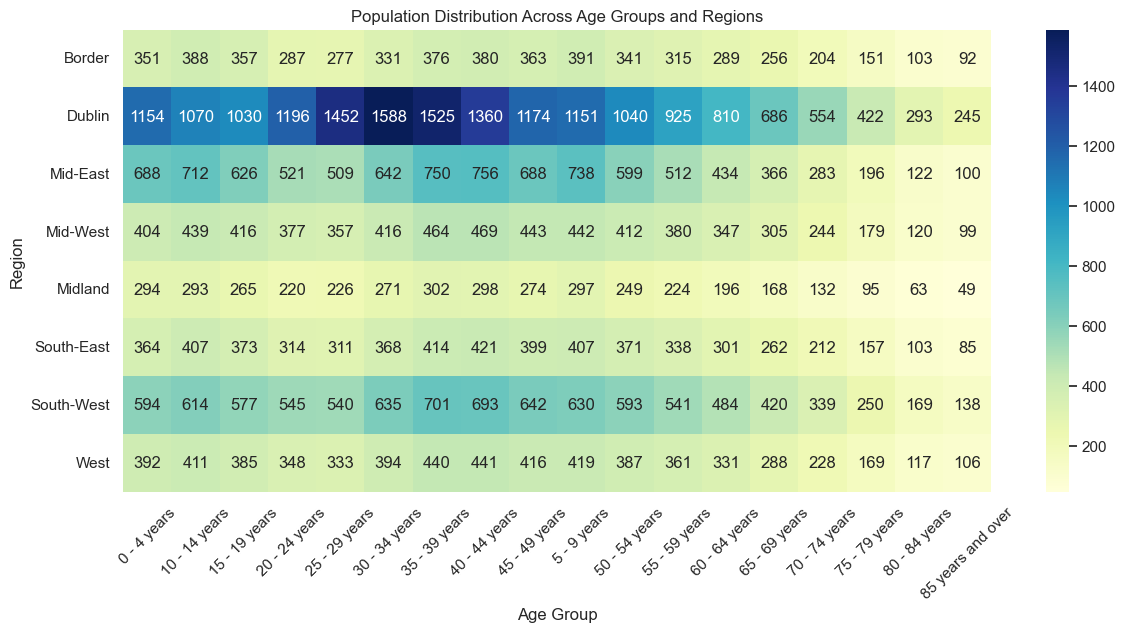 Population Distribution Across Age Groups and Regions
Region
Border 351 388 357 287 277 331 376 380 363 391 341 315 289 256 204 151 103 92
Dublin 1154 1070 1030 1196 1452 1588 1525 1360 1174 1151 1040 925 810 686 554 422 293 245
Mid-East 688 712 626 521 509 642 750 756 688 738 599 512 434 366 283 196 122 100
Mid-West 404 439 416 377 357 416 464 469 443 442 412 380 347 305 244 179 120 99
Midland 294 293 265 220 226 271 302 298 274 297 249 224 196 168 132 95 63 49
South-East 364 407 373 314 311 368 414 421 399 407 371 338 301 262 212 157 103 85
South-West 594 614 577 545 540 635 701 693 642 630 593 541 484 420 339 250 169 138
West 392 411 385 348 333 394 440 441 416 419 387 361 331 288 228 169 117 106
0 - 4 years
10 - 14 years
15 - 19 years
20 - 24 years
25 - 29 years
30 - 34 years
35 - 39 years
40 - 44 years
45 - 49 years
5 - 9 years
50 - 54 years
55 - 59 years
60 - 64 years
65 - 69 years
70 - 74 years
75 - 79 years
80 - 84 years
85 years and over
Age Group
1400
1200
1000
800
600
400
200